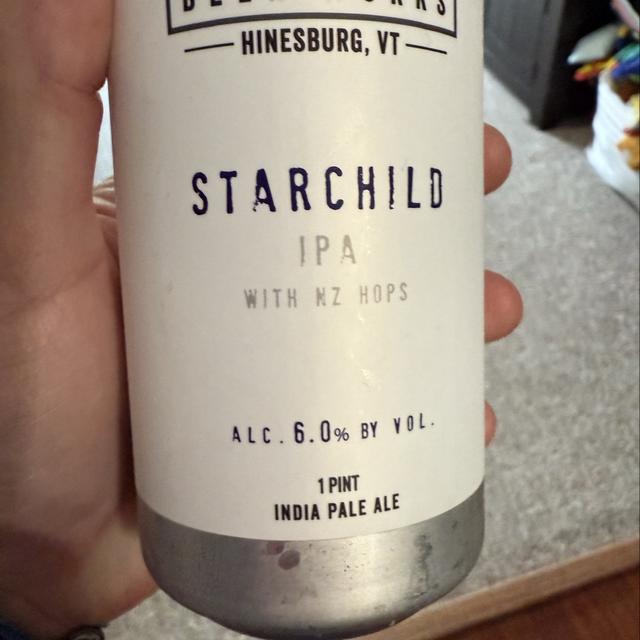 HINESBURG, VT
STARCHILD
IPA
WITH NZ HOPS
ALC. 6.0% BY VOL.
1 PINT
INDIA PALE ALE